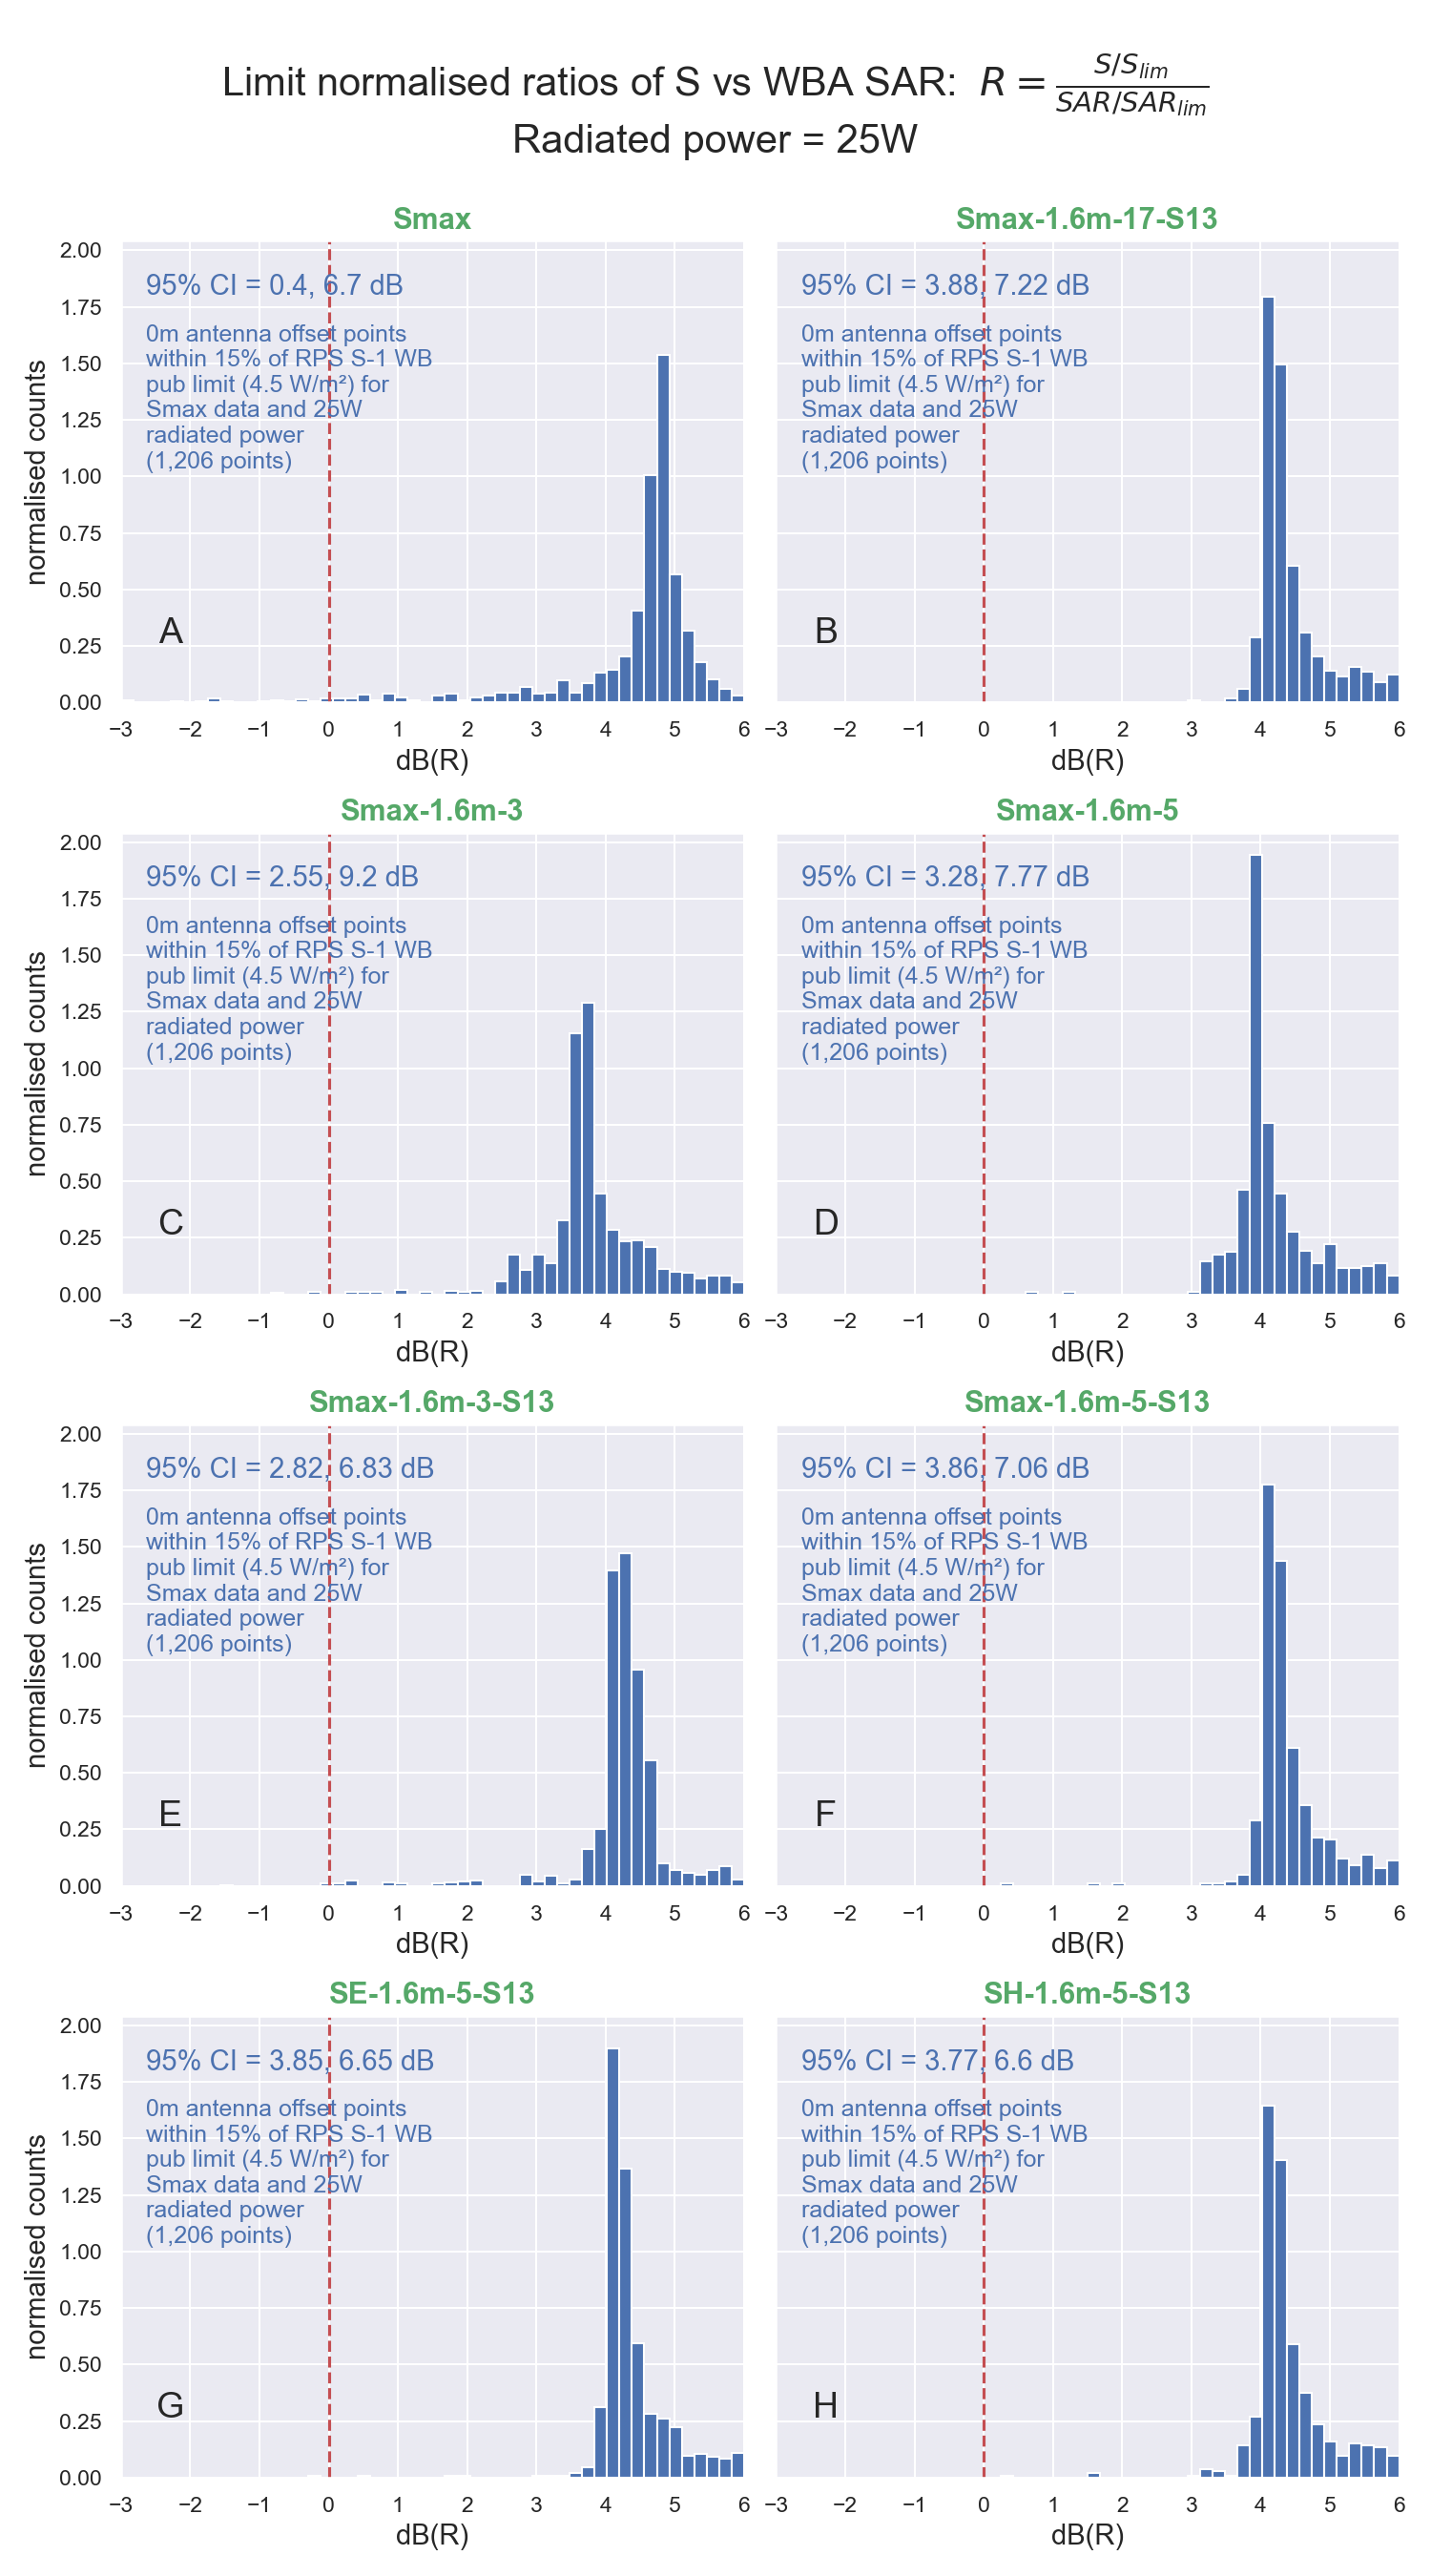 Limit normalised ratios of S vs WBA SAR: R = S/S_lim / SAR/SAR_lim
Radiated power = 25W
Smax
95% CI = 0.4, 6.7 dB
0m antenna offset points
within 15% of RPS S-1 WB
pub limit (4.5 W/m²) for
Smax data and 25W
radiated power
(1,206 points)
A
normalised counts
2.00
1.75
1.50
1.25
1.00
0.75
0.50
0.25
0.00
−3 −2 −1 0 1 2 3 4 5 6
dB(R)
Smax-1.6m-17-S13
95% CI = 3.88, 7.22 dB
0m antenna offset points
within 15% of RPS S-1 WB
pub limit (4.5 W/m²) for
Smax data and 25W
radiated power
(1,206 points)
B
−3 −2 −1 0 1 2 3 4 5 6
dB(R)
Smax-1.6m-3
95% CI = 2.55, 9.2 dB
0m antenna offset points
within 15% of RPS S-1 WB
pub limit (4.5 W/m²) for
Smax data and 25W
radiated power
(1,206 points)
C
normalised counts
2.00
1.75
1.50
1.25
1.00
0.75
0.50
0.25
0.00
−3 −2 −1 0 1 2 3 4 5 6
dB(R)
Smax-1.6m-5
95% CI = 3.28, 7.77 dB
0m antenna offset points
within 15% of RPS S-1 WB
pub limit (4.5 W/m²) for
Smax data and 25W
radiated power
(1,206 points)
D
−3 −2 −1 0 1 2 3 4 5 6
dB(R)
Smax-1.6m-3-S13
95% CI = 2.82, 6.83 dB
0m antenna offset points
within 15% of RPS S-1 WB
pub limit (4.5 W/m²) for
Smax data and 25W
radiated power
(1,206 points)
E
normalised counts
2.00
1.75
1.50
1.25
1.00
0.75
0.50
0.25
0.00
−3 −2 −1 0 1 2 3 4 5 6
dB(R)
Smax-1.6m-5-S13
95% CI = 3.86, 7.06 dB
0m antenna offset points
within 15% of RPS S-1 WB
pub limit (4.5 W/m²) for
Smax data and 25W
radiated power
(1,206 points)
F
−3 −2 −1 0 1 2 3 4 5 6
dB(R)
SE-1.6m-5-S13
95% CI = 3.85, 6.65 dB
0m antenna offset points
within 15% of RPS S-1 WB
pub limit (4.5 W/m²) for
Smax data and 25W
radiated power
(1,206 points)
G
normalised counts
2.00
1.75
1.50
1.25
1.00
0.75
0.50
0.25
0.00
−3 −2 −1 0 1 2 3 4 5 6
dB(R)
SH-1.6m-5-S13
95% CI = 3.77, 6.6 dB
0m antenna offset points
within 15% of RPS S-1 WB
pub limit (4.5 W/m²) for
Smax data and 25W
radiated power
(1,206 points)
H
−3 −2 −1 0 1 2 3 4 5 6
dB(R)